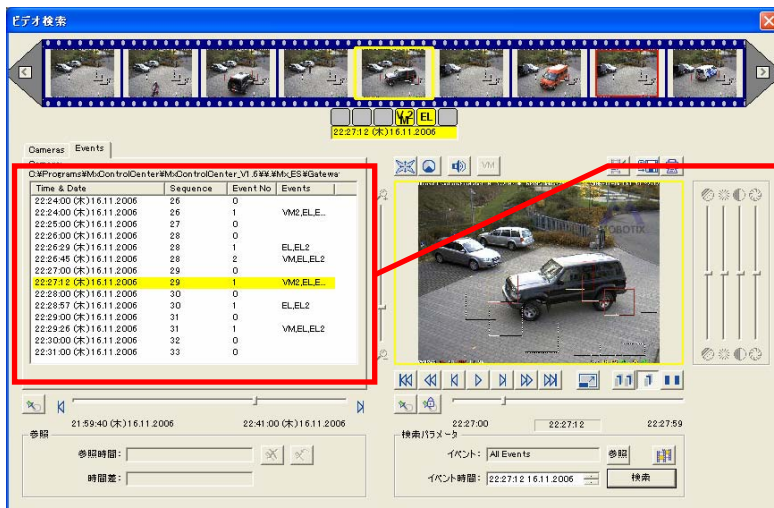 ビデオ検索
V2
M
EL
22:27:12 (木)16.11.2006
Cameras Events
C:¥Programs¥MxControlCenter¥MxControlCenter_V1.6¥¥.¥Mx_ES¥Gatewa
Time & Date Sequence Event No Events
22:24:00 (木)16.11.2006 26 0
22:24:00 (木)16.11.2006 26 1 VM2,EL,E...
22:25:00 (木)16.11.2006 27 0
22:26:00 (木)16.11.2006 28 0
22:26:29 (木)16.11.2006 28 1 EL,EL2
22:26:45 (木)16.11.2006 28 2 VM,EL,EL2
22:27:00 (木)16.11.2006 29 0
22:27:12 (木)16.11.2006 29 1 VM2,EL,E...
22:28:00 (木)16.11.2006 30 0
22:28:57 (木)16.11.2006 30 1 EL,EL2
22:29:00 (木)16.11.2006 31 0
22:29:26 (木)16.11.2006 31 1 VM,EL,EL2
22:30:00 (木)16.11.2006 32 0
22:31:00 (木)16.11.2006 33 0
VM
MOBOTIX
21:59:40 (木)16.11.2006 22:41:00 (木)16.11.2006
参照
参照時間:
時間差:
22:27:00 22:27:12 22:27:59
検索パラメータ
イベント: All Events 参照
イベント時間: 22:27:12 16.11.2006 検索